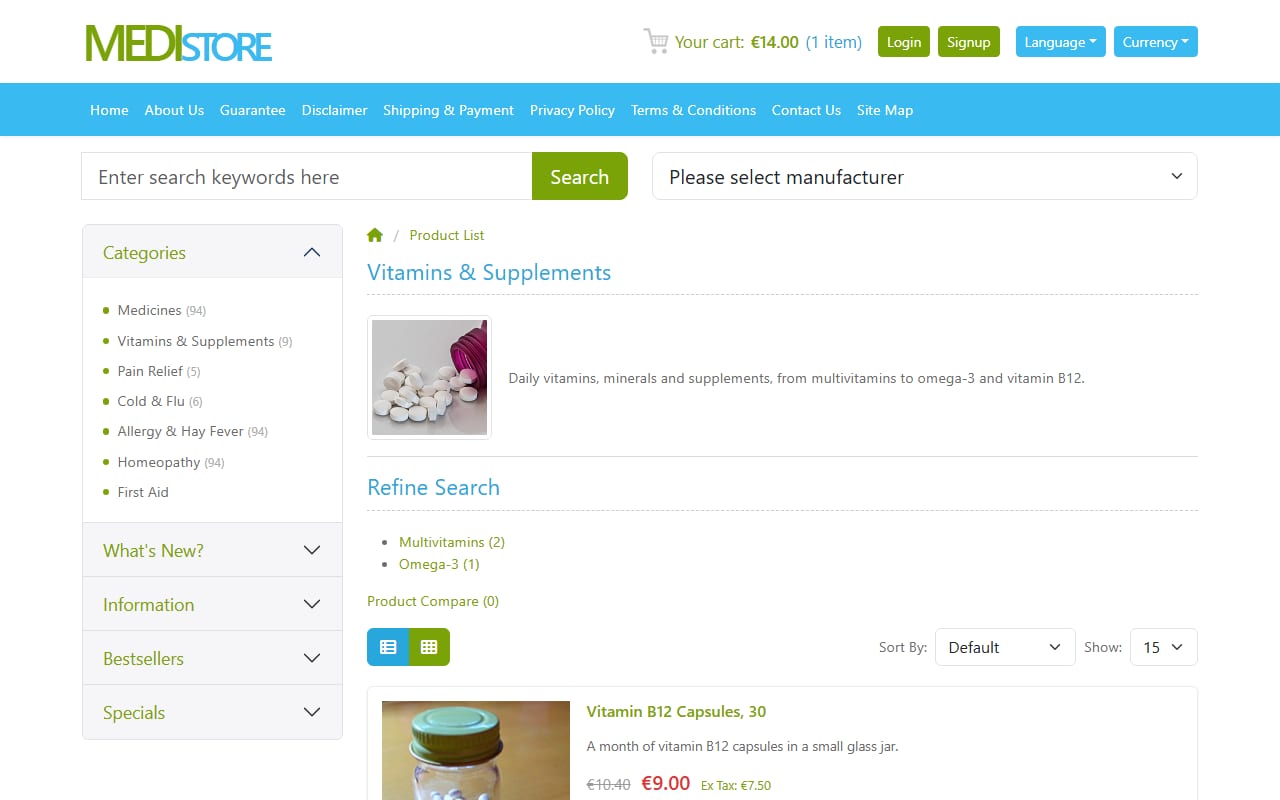 MEDISTORE
Your cart: €14.00 (1 item)
Login
Signup
Language
Currency
Home
About Us
Guarantee
Disclaimer
Shipping & Payment
Privacy Policy
Terms & Conditions
Contact Us
Site Map
Enter search keywords here
Search
Please select manufacturer
Categories
Medicines (94)
Vitamins & Supplements (9)
Pain Relief (5)
Cold & Flu (6)
Allergy & Hay Fever (94)
Homeopathy (94)
First Aid
What's New?
Information
Bestsellers
Specials
/ Product List
Vitamins & Supplements
Daily vitamins, minerals and supplements, from multivitamins to omega-3 and vitamin B12.
Refine Search
Multivitamins (2)
Omega-3 (1)
Product Compare (0)
Sort By:
Default
Show:
15
Vitamin B12 Capsules, 30
A month of vitamin B12 capsules in a small glass jar.
€10.40 €9.00 Ex Tax: €7.50